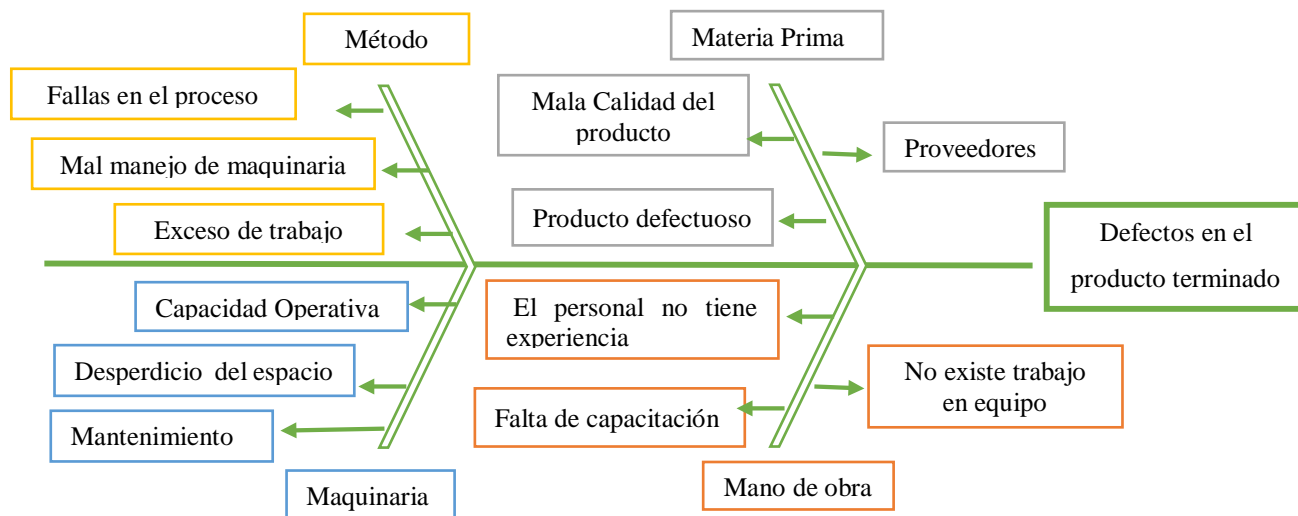 Método
Materia Prima
Fallas en el proceso
Mala Calidad del
producto
Mal manejo de maquinaria
Proveedores
Exceso de trabajo
Producto defectuoso
Defectos en el
producto terminado
Capacidad Operativa
El personal no tiene
experiencia
Desperdicio del espacio
No existe trabajo
en equipo
Mantenimiento
Falta de capacitación
Maquinaria
Mano de obra